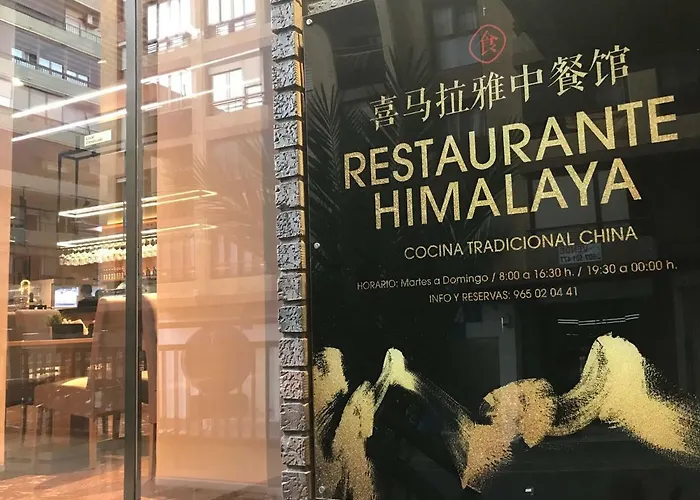 食
喜马拉雅中餐馆
RESTAURANTE
HIMALAYA
COCINA TRADICIONAL CHINA
HORARIO: Martes a Domingo / 8:00 a 16:30 h. / 19:30 a 00:00 h.
INFO Y RESERVAS: 965 02 04 41